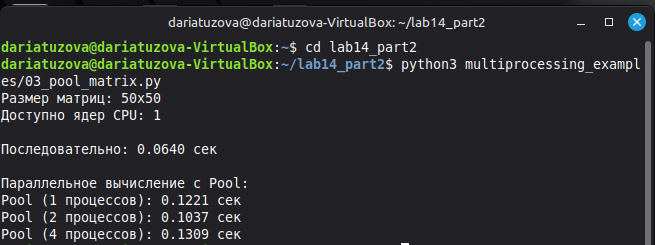 dariatuzova@dariatuzova-VirtualBox: ~/lab14_part2
dariatuzova@dariatuzova-VirtualBox:~$ cd lab14_part2
dariatuzova@dariatuzova-VirtualBox:~/lab14_part2$ python3 multiprocessing_exampl
es/03_pool_matrix.py
Размер матриц: 50x50
Доступно ядер CPU: 1
Последовательно: 0.0640 сек
Параллельное вычисление с Pool:
Pool (1 процессов): 0.1221 сек
Pool (2 процессов): 0.1037 сек
Pool (4 процессов): 0.1309 сек